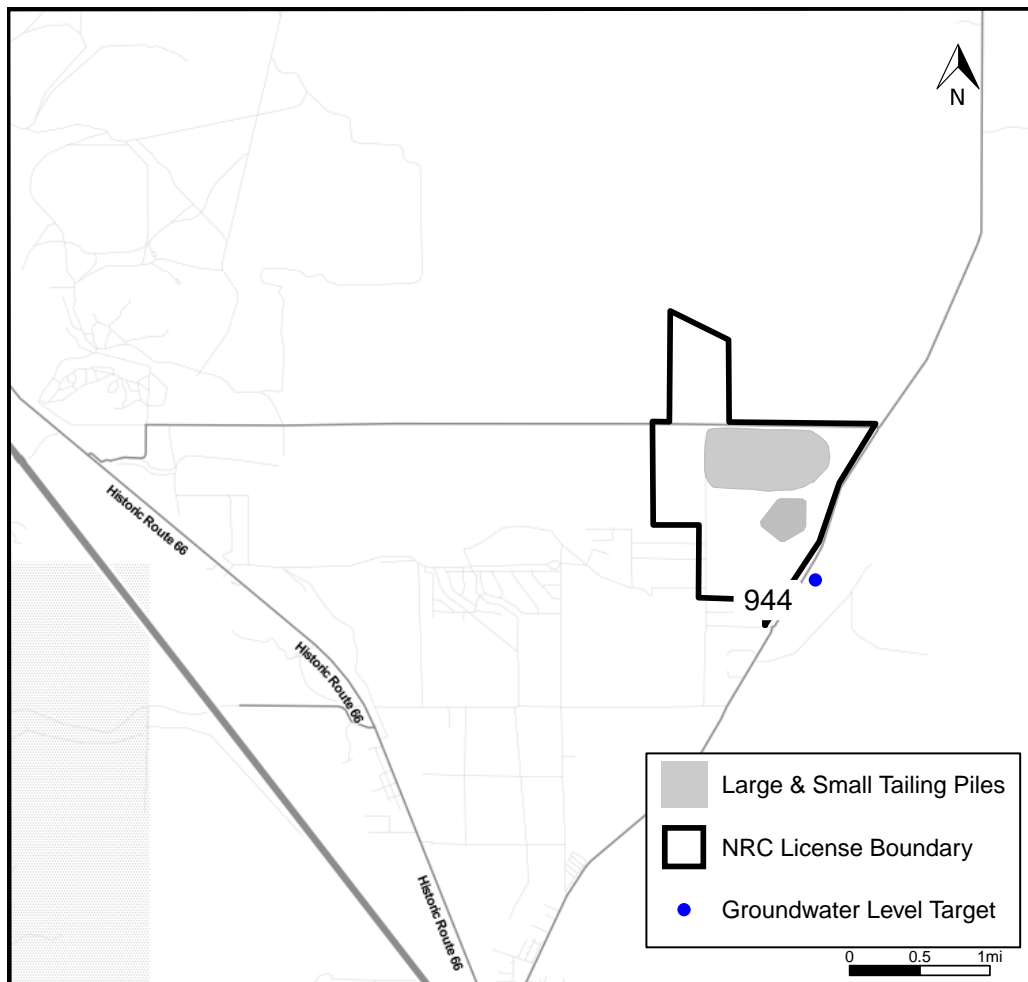 N
Historic Route 66
944
Historic Route 66
Large & Small Tailing Piles
NRC License Boundary
Historic Route 66
Groundwater Level Target
0 0.5 1mi